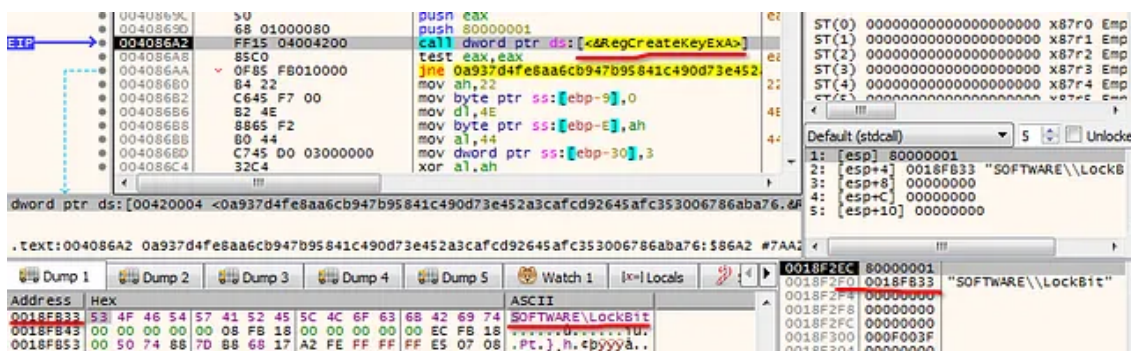 0040869C 50 push eax
0040869D 68 01000080 push 80000001
EIP 004086A2 FF15 04004200 call dword ptr ds:[<&RegCreateKeyExA>]
004086A8 85C0 test eax,eax
004086AA 0F85 FB010000 jne 0a937d4fe8aa6cb947b95841c490d73e452
004086B0 B4 22 mov ah,22
004086B2 C645 F7 00 mov byte ptr ss:[ebp-9],0
004086B6 B2 4E mov dl,4E
004086B8 8865 F2 mov byte ptr ss:[ebp-E],ah
004086BB B0 44 mov al,44
004086BD C745 D0 03000000 mov dword ptr ss:[ebp-30],3
004086C4 32C4 xor al,ah
ST(0) 00000000000000000000 x87r0 Emp
ST(1) 00000000000000000000 x87r1 Emp
ST(2) 00000000000000000000 x87r2 Emp
ST(3) 00000000000000000000 x87r3 Emp
ST(4) 00000000000000000000 x87r4 Emp
Default (stdcall) 5 Unlocke
1: [esp] 80000001
2: [esp+4] 0018FB33 "SOFTWARE\\LockB
3: [esp+8] 00000000
4: [esp+C] 00000000
5: [esp+10] 00000000
dword ptr ds:[00420004 <0a937d4fe8aa6cb947b95841c490d73e452a3cafcd92645afc353006786aba76.&R
.text:004086A2 0a937d4fe8aa6cb947b95841c490d73e452a3cafcd92645afc353006786aba76:$86A2 #7AA2
Dump 1 Dump 2 Dump 3 Dump 4 Dump 5 Watch 1 [x=] Locals
Address Hex ASCII
0018FB33 53 4F 46 54 57 41 52 45 5C 4C 6F 63 6B 42 69 74 SOFTWARE\LockBit
0018FB43 00 00 00 00 00 08 FB 18 00 00 00 00 00 EC FB 18
0018FB53 00 50 74 88 7D B8 68 17 A2 FE FF FF FF E5 07 08
0018F2EC 80000001
0018F2F0 0018FB33 "SOFTWARE\\LockBit"
0018F2F4 00000000
0018F2F8 00000000
0018F2FC 00000000
0018F300 000F003F
0018F304 00000000